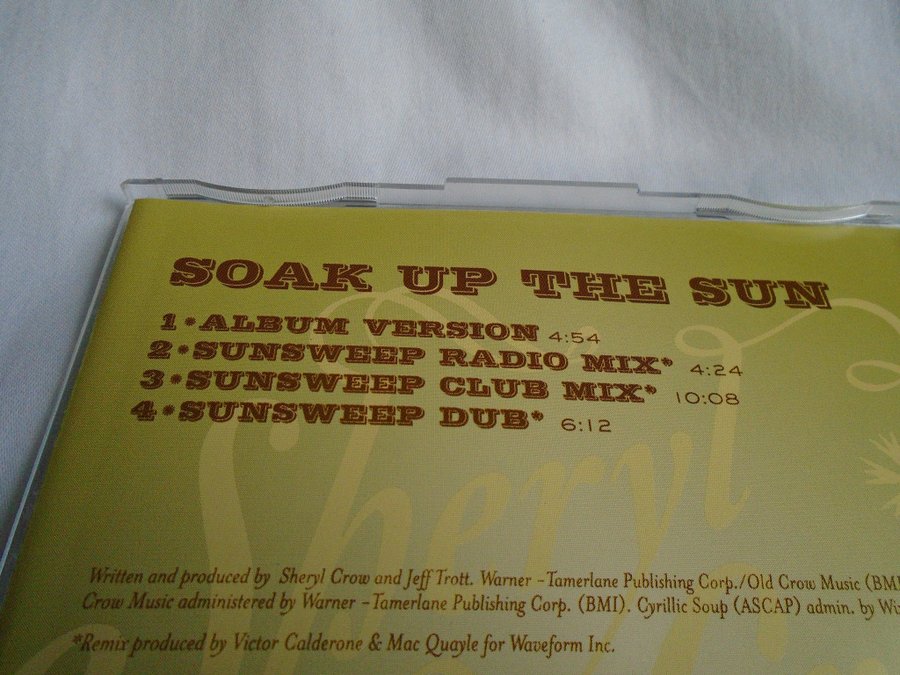 SOAK UP THE SUN
1*ALBUM VERSION 4:54
2*SUNSWEEP RADIO MIX* 4:24
3*SUNSWEEP CLUB MIX* 10:08
4*SUNSWEEP DUB* 6:12
Sheryl
Written and produced by Sheryl Crow and Jeff Trott. Warner -Tamerlane Publishing Corp./Old Crow Music (BM
Crow Music administered by Warner -Tamerlane Publishing Corp. (BMI). Cyrillic Soup (ASCAP) admin. by
*Remix produced by Victor Calderone & Mac Quayle for Waveform Inc.